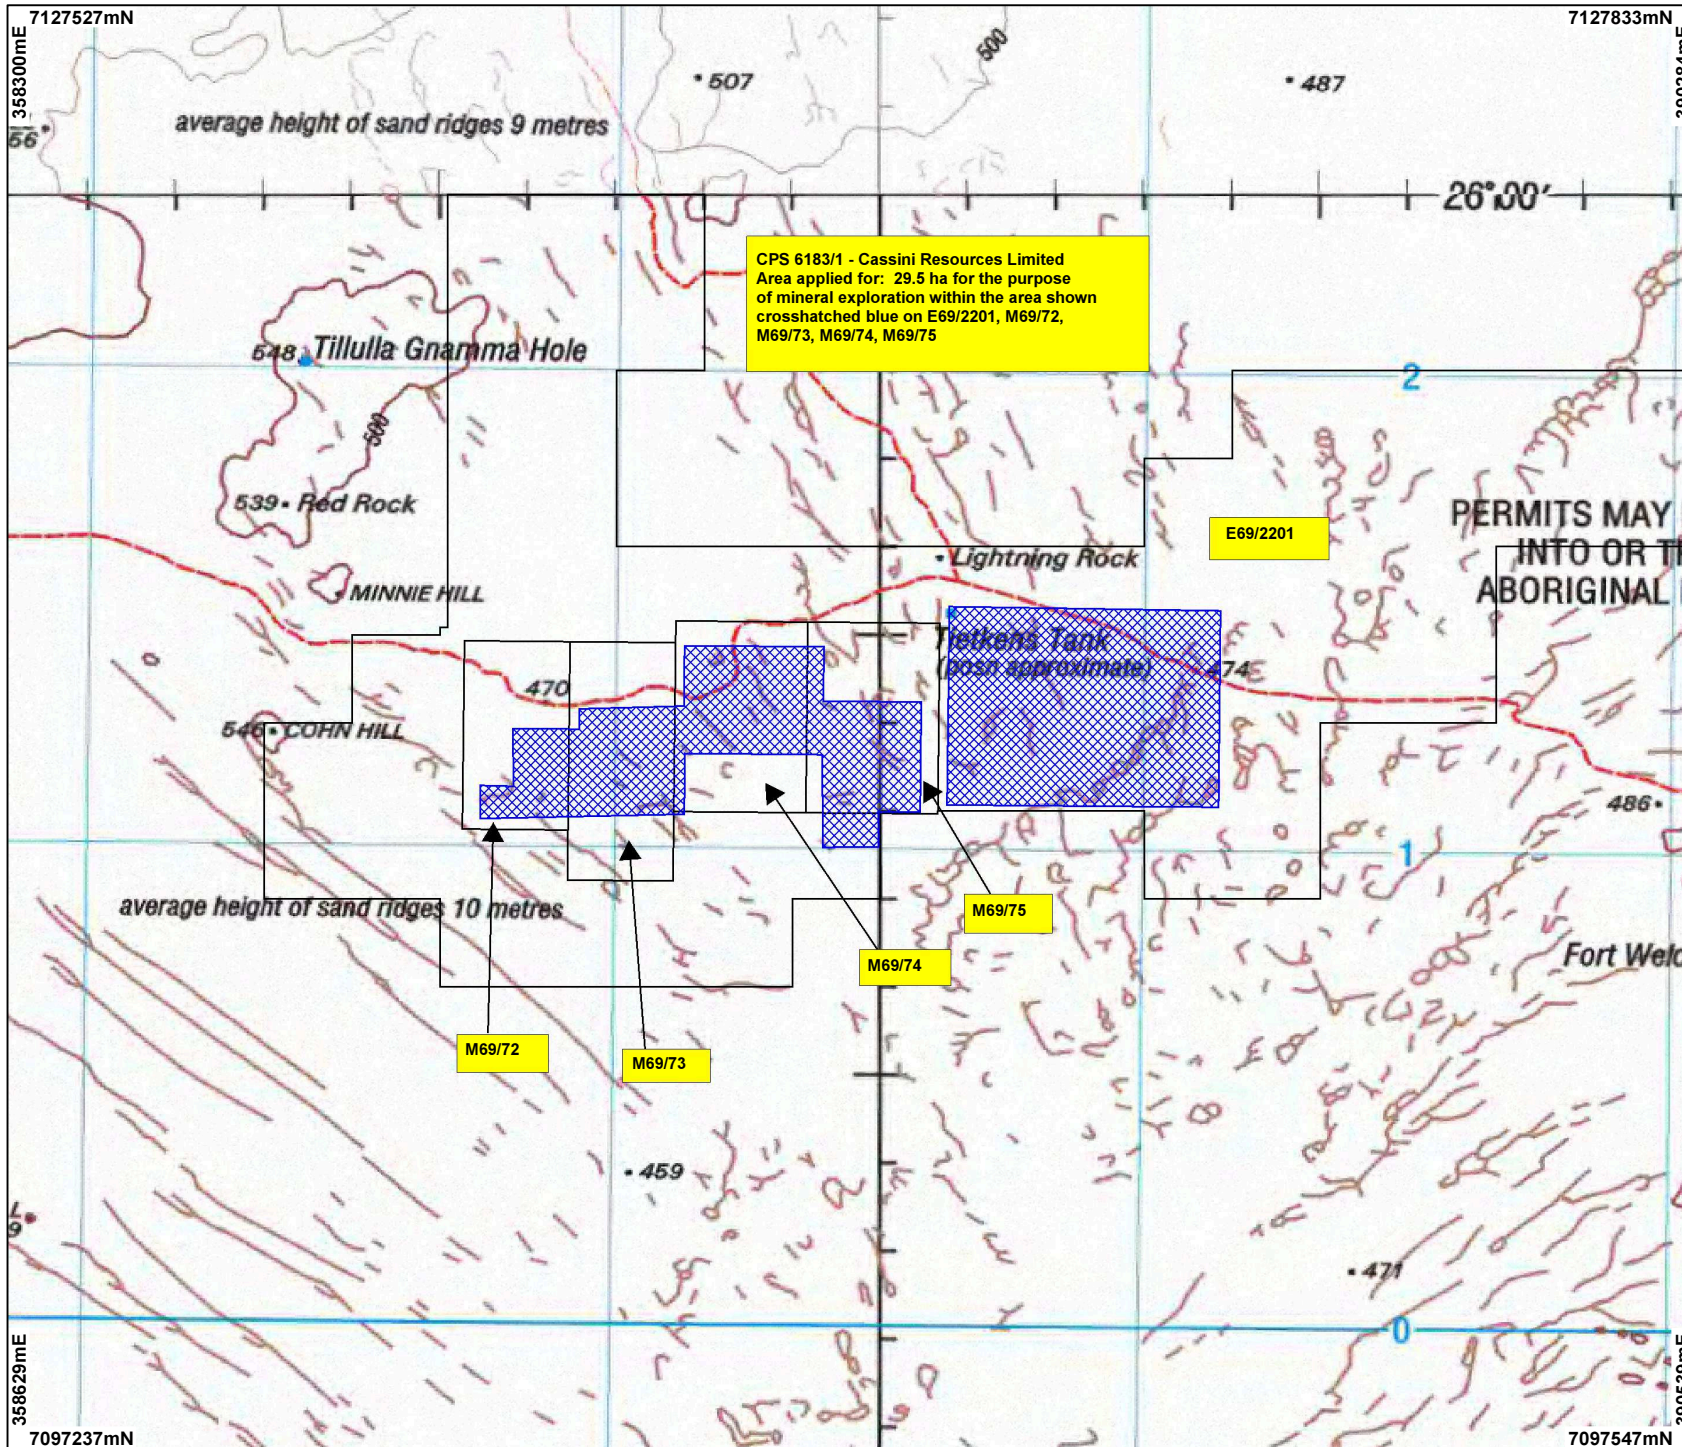 7127527mN
7127833mN
358300mE
500
507
487
56
average height of sand ridges 9 metres
26°00′
CPS 6183/1 - Cassini Resources Limited
Area applied for: 29.5 ha for the purpose
of mineral exploration within the area shown
crosshatched blue on E69/2201, M69/72,
M69/73, M69/74, M69/75
548 Tillulla Gnamma Hole
2
500
539 Red Rock
PERMITS MAY
E69/2201
INTO OR
Lightning Rock
MINNIE HILL
ABORIGINAL
Tietkens Tank
(posn approximate)
474
470
546 COHN HILL
486
1
average height of sand ridges 10 metres
M69/75
M69/74
Fort
M69/72
M69/73
459
9
471
0
358629mE
7097237mN
7097547mN